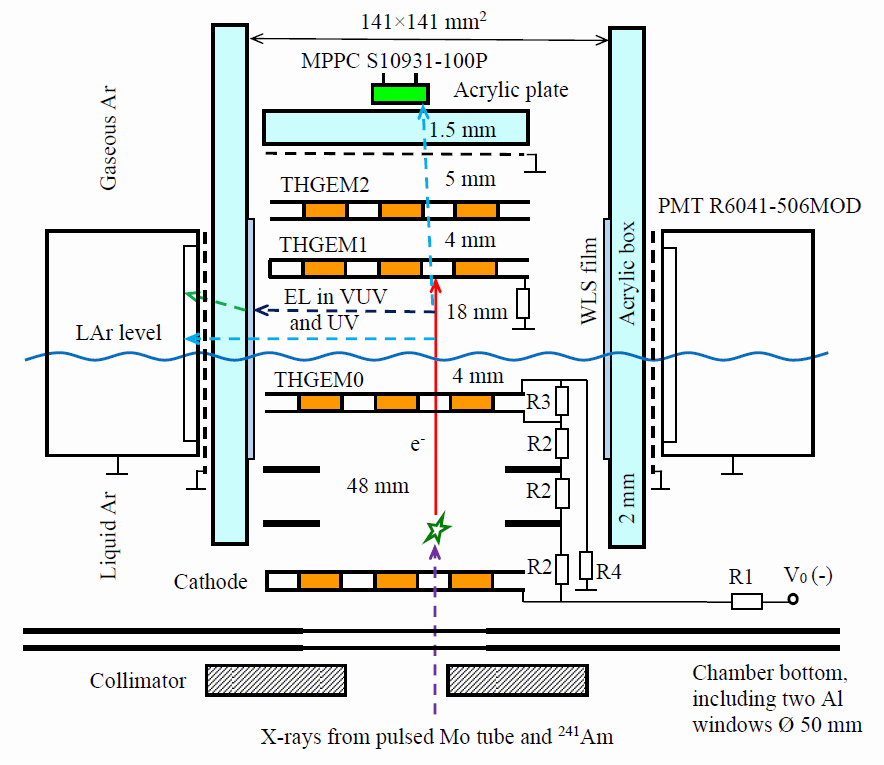 141×141 mm²
MPPC S10931-100P
Acrylic plate
Gaseous Ar
1.5 mm
5 mm
THGEM2
PMT R6041-506MOD
THGEM1
4 mm
WLS film
Acrylic box
EL in VUV
and UV
18 mm
LAr level
THGEM0
4 mm
R3
e⁻
R2
48 mm
R2
2 mm
Liquid Ar
Cathode
R2
R4
R1
V₀ (-)
Collimator
Chamber bottom,
including two Al
windows Ø 50 mm
X-rays from pulsed Mo tube and ²⁴¹Am